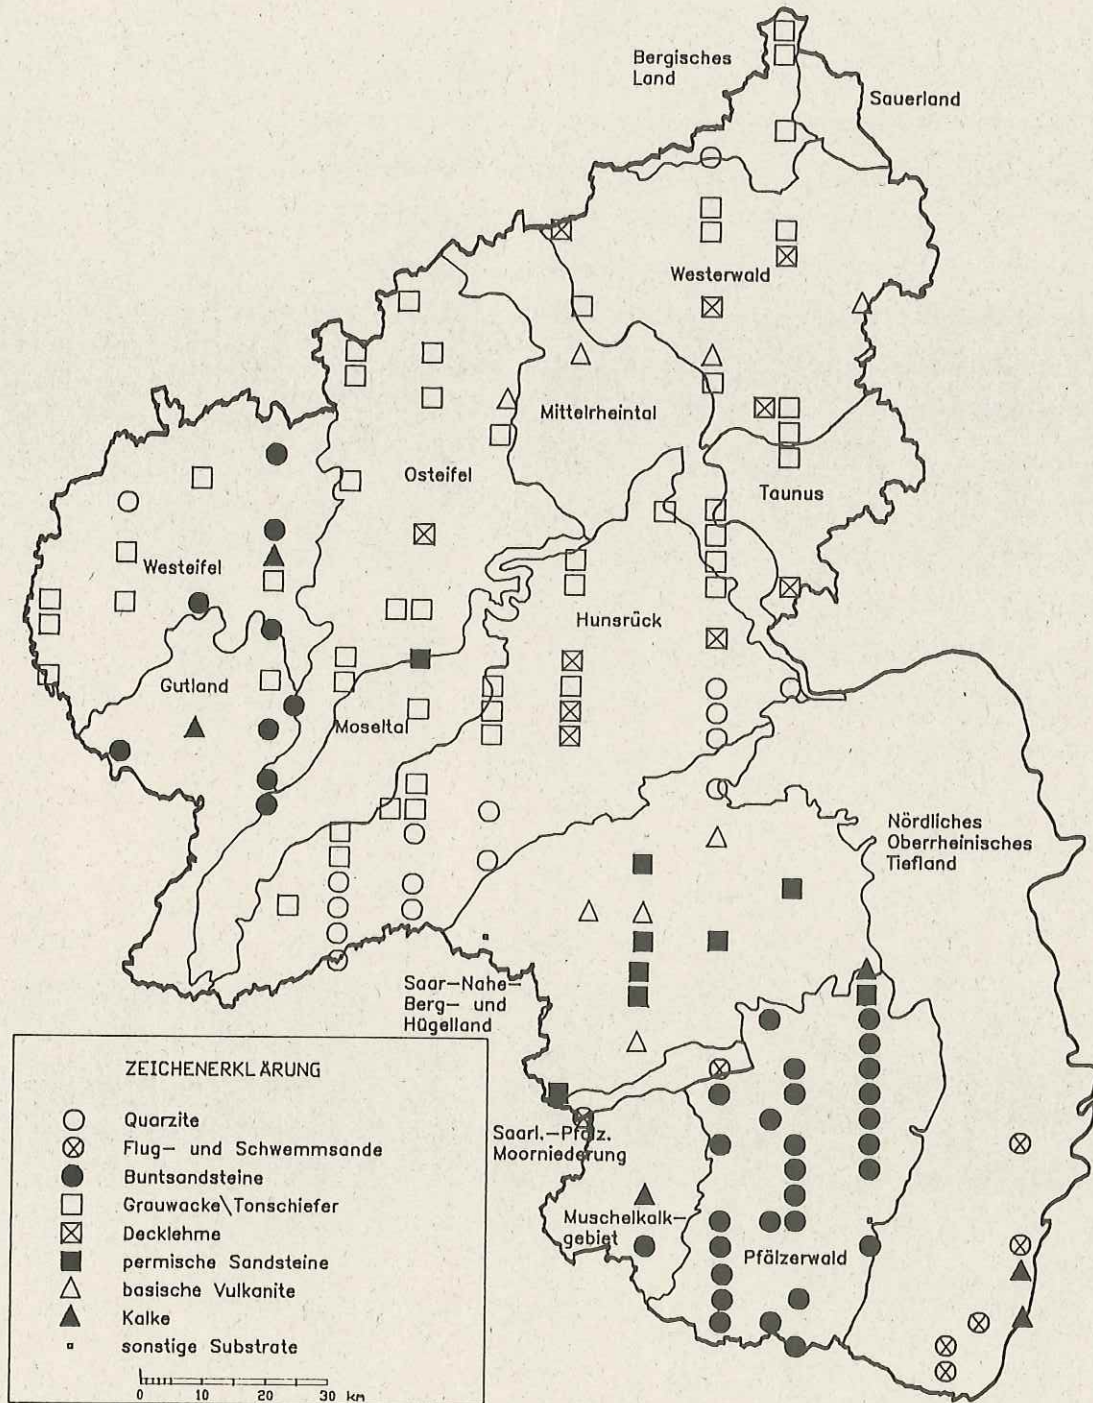 Bergisches
Land
Sauerland
Westerwald
Mittelrheintal
Osteifel
Taunus
Westeifel
Hunsrück
Gutland
Moseltal
Nördliches
Oberrheinisches
Tiefland
Saar-Nahe-
Berg- und
Hügelland
Saarl.-Pfälz.
Moorniederung
Muschelkalk-
gebiet
Pfälzerwald
ZEICHENERKLÄRUNG
Quarzite
Flug- und Schwemmsande
Buntsandsteine
Grauwacke\Tonschiefer
Decklehme
permische Sandsteine
basische Vulkanite
Kalke
sonstige Substrate
0 10 20 30 km